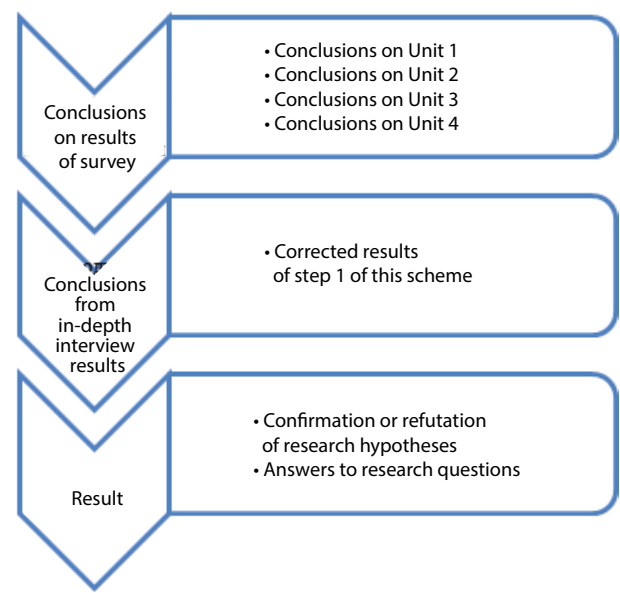 Conclusions
on results
of survey
• Conclusions on Unit 1
• Conclusions on Unit 2
• Conclusions on Unit 3
• Conclusions on Unit 4
Conclusions
from
in-depth
interview
results
• Corrected results
of step 1 of this scheme
Result
• Confirmation or refutation
of research hypotheses
• Answers to research questions